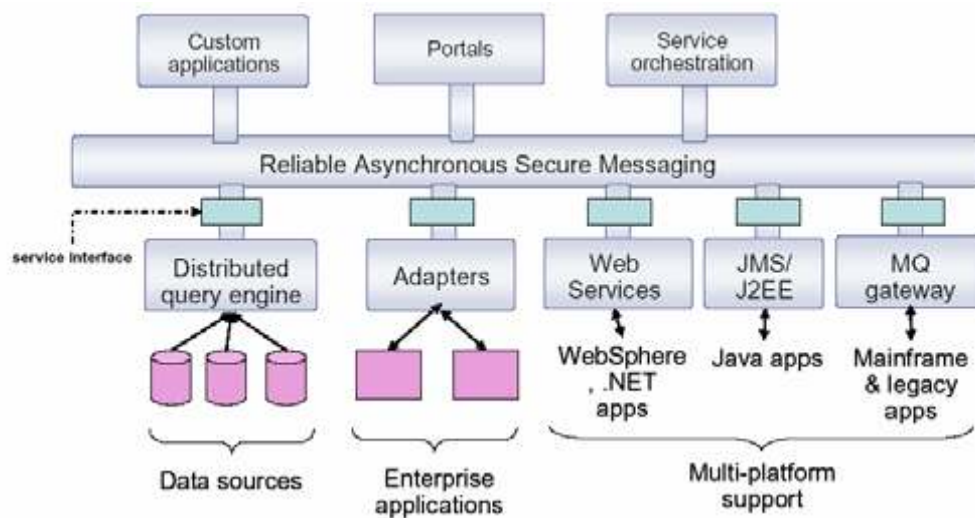 Custom
applications
Portals
Service
orchestration
Reliable Asynchronous Secure Messaging
service interface
Distributed
query engine
Adapters
Web
Services
JMS/
J2EE
MQ
gateway
WebSphere
, .NET
apps
Java apps
Mainframe
& legacy
apps
Data sources
Enterprise
applications
Multi-platform
support